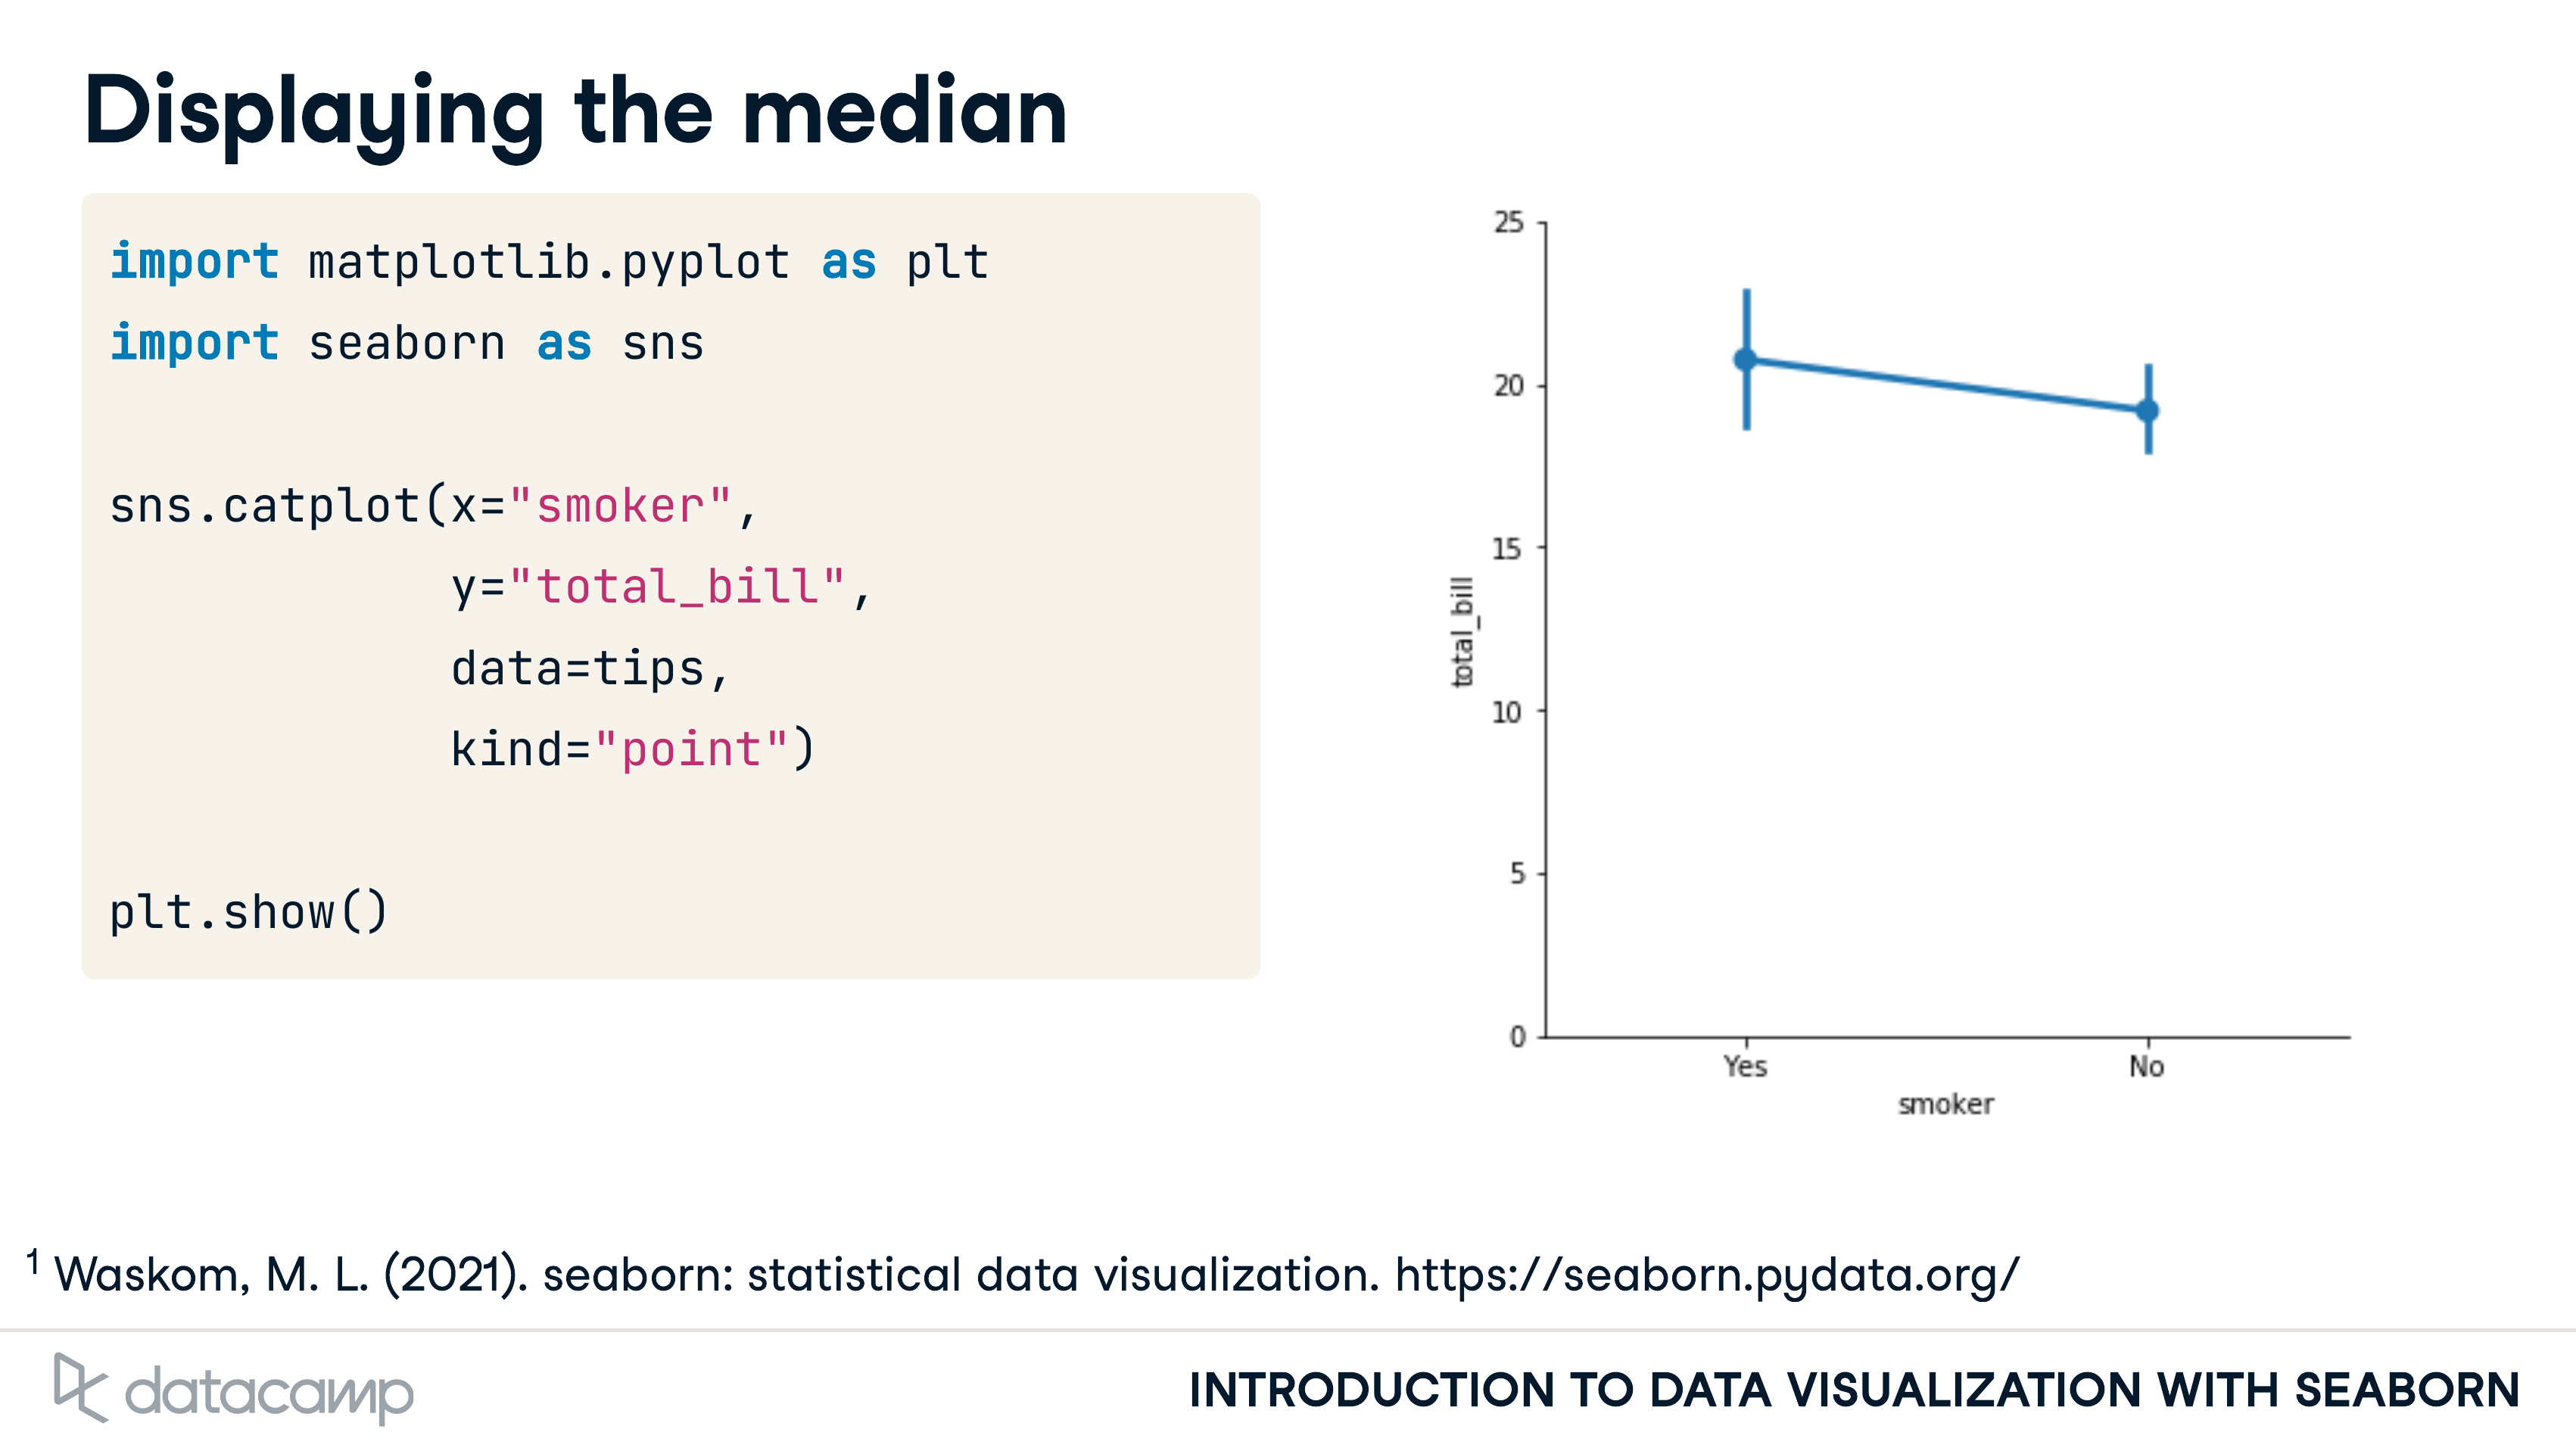 Displaying the median
import matplotlib.pyplot as plt
import seaborn as sns
sns.catplot(x="smoker",
y="total_bill",
data=tips,
kind="point")
plt.show()
25
20
15
10
5
0
total_bill
Yes No
smoker
1 Waskom, M. L. (2021). seaborn: statistical data visualization. https://seaborn.pydata.org/
datacamp
INTRODUCTION TO DATA VISUALIZATION WITH SEABORN